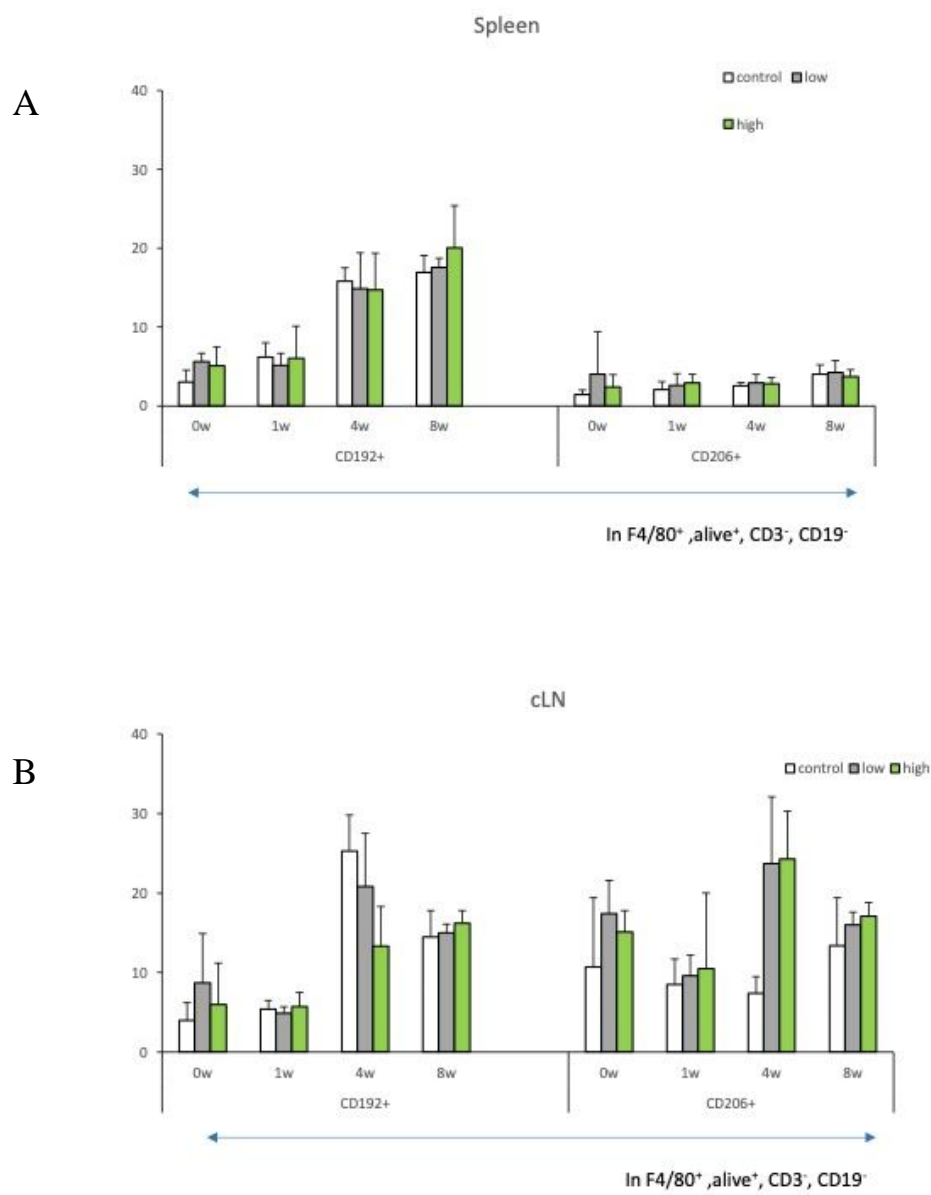 Spleen
A
control low
high
40
30
20
10
0
0w 1w 4w 8w 0w 1w 4w 8w
CD192+ CD206+
In F4/80⁺ ,alive⁺, CD3⁻, CD19⁻
cLN
B
control low high
40
30
20
10
0
0w 1w 4w 8w 0w 1w 4w 8w
CD192+ CD206+
In F4/80⁺ ,alive⁺, CD3⁻, CD19⁻